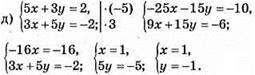 д) {5x + 3y = 2, | · (-5) {-25x - 15y = -10,
{3x + 5y = -2; | · 3 {9x + 15y = -6;
{-16x = -16, {x = 1, {x = 1,
{3x + 5y = -2; {5y = -5; {y = -1.